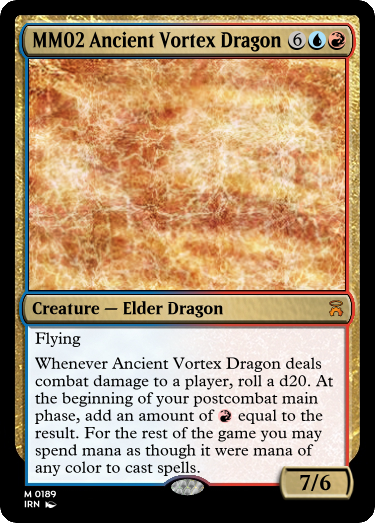 MM02 Ancient Vortex Dragon 6
Creature — Elder Dragon
Flying
Whenever Ancient Vortex Dragon deals
combat damage to a player, roll a d20. At
the beginning of your postcombat main
phase, add an amount of equal to the
result. For the rest of the game you may
spend mana as though it were mana of
any color to cast spells.
7/6
M 0189
IRN